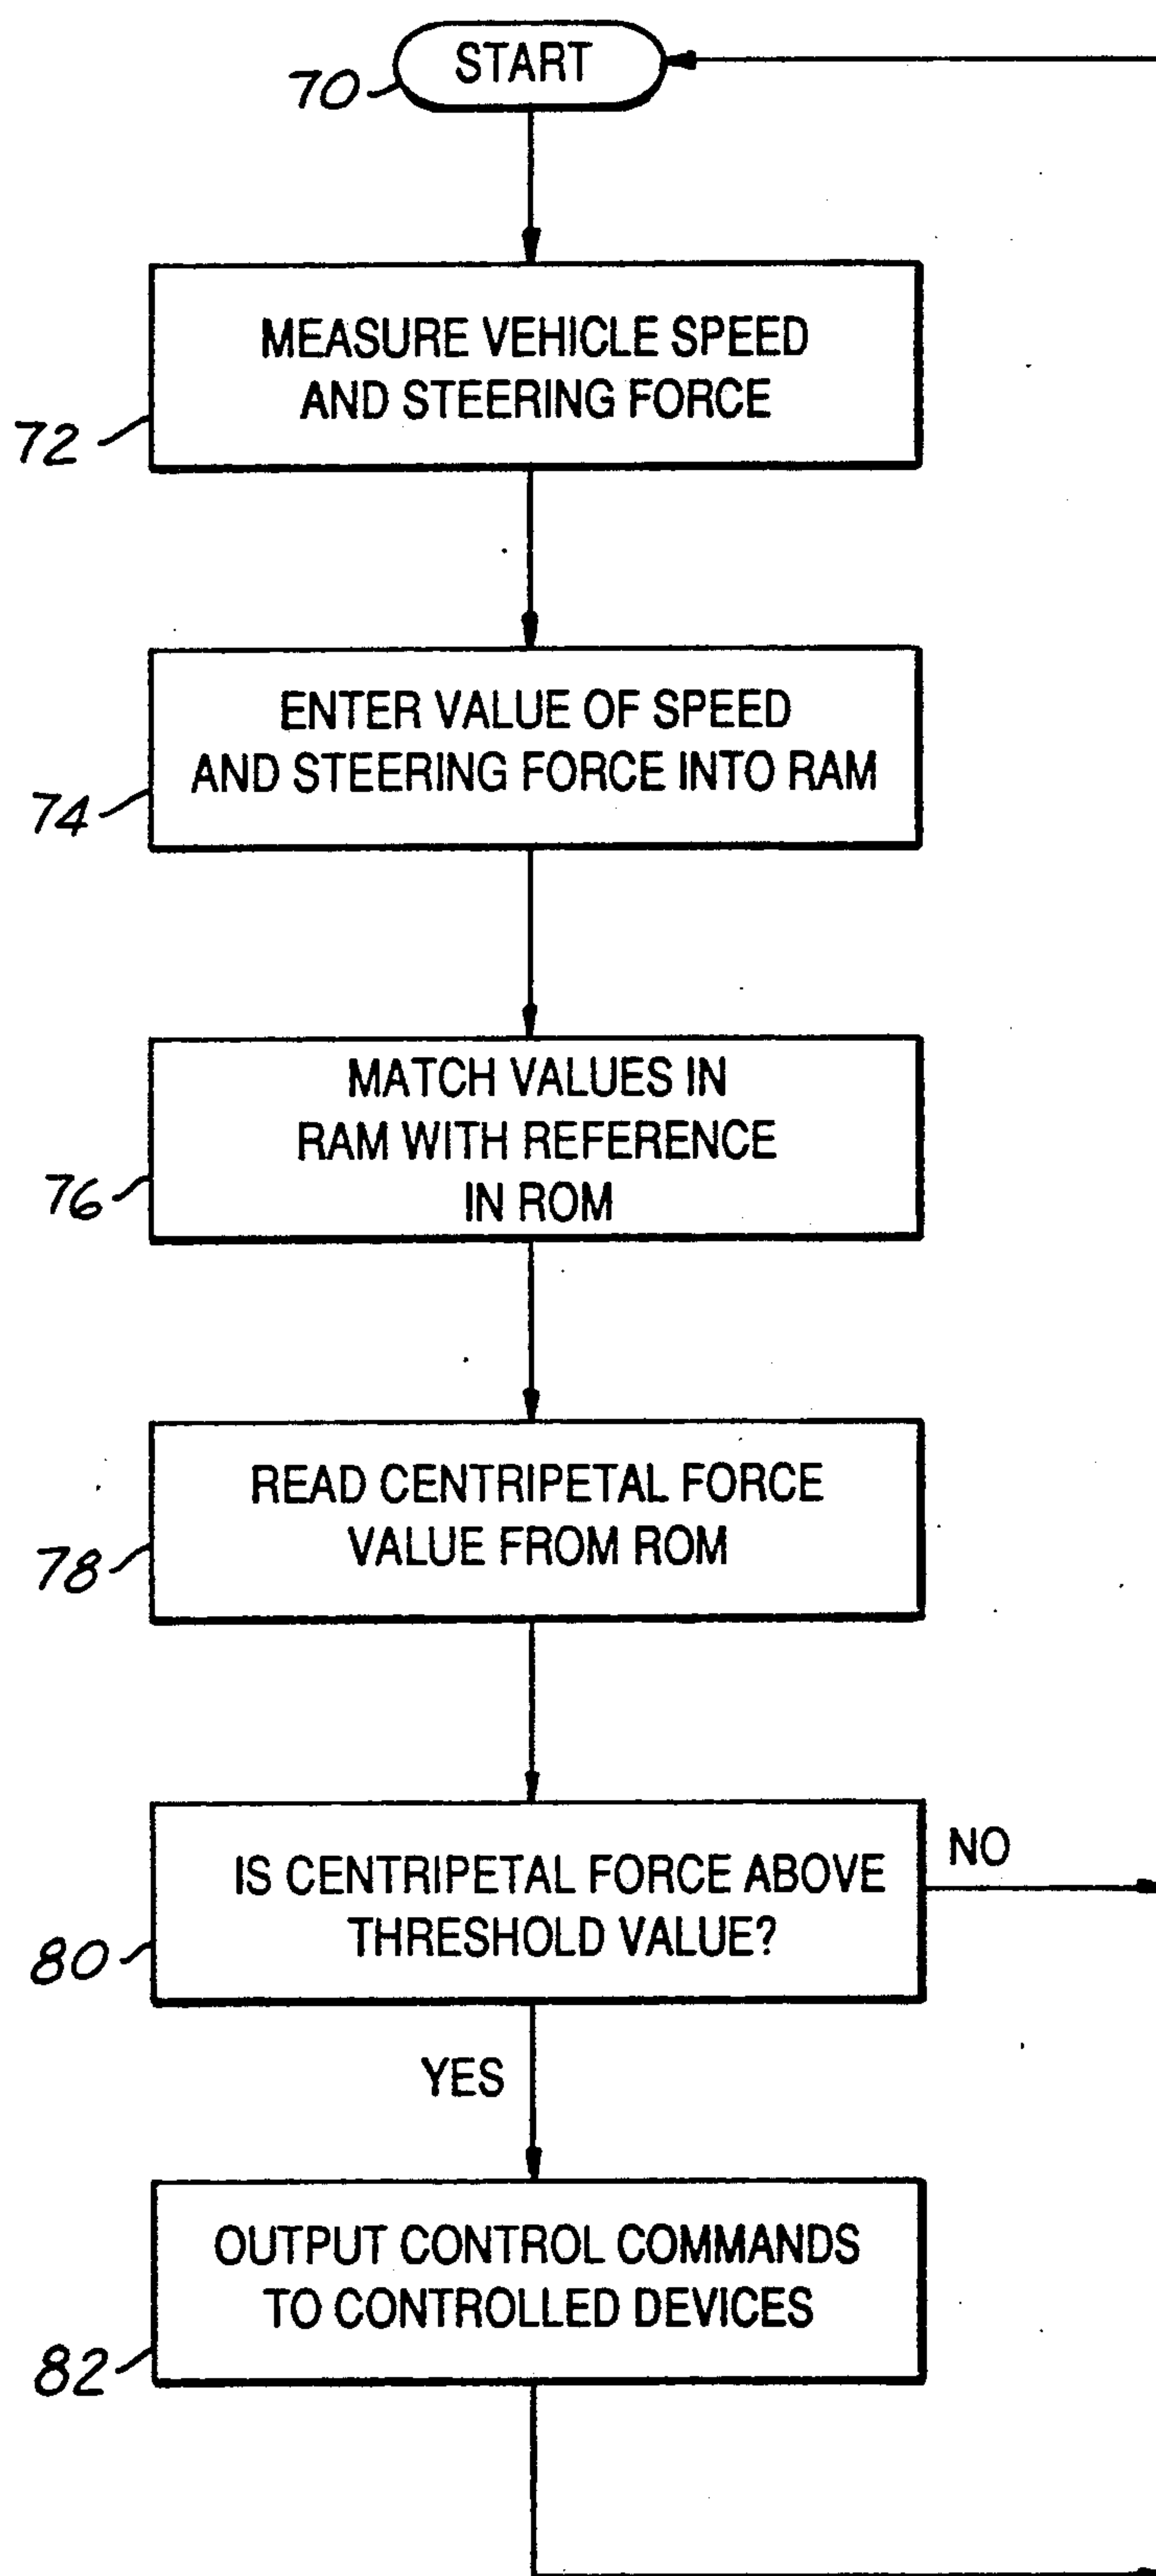 START
70
MEASURE VEHICLE SPEED
AND STEERING FORCE
72
ENTER VALUE OF SPEED
AND STEERING FORCE INTO RAM
74
MATCH VALUES IN
RAM WITH REFERENCE
IN ROM
76
READ CENTRIPETAL FORCE
VALUE FROM ROM
78
IS CENTRIPETAL FORCE ABOVE
THRESHOLD VALUE?
NO
80
YES
OUTPUT CONTROL COMMANDS
TO CONTROLLED DEVICES
82